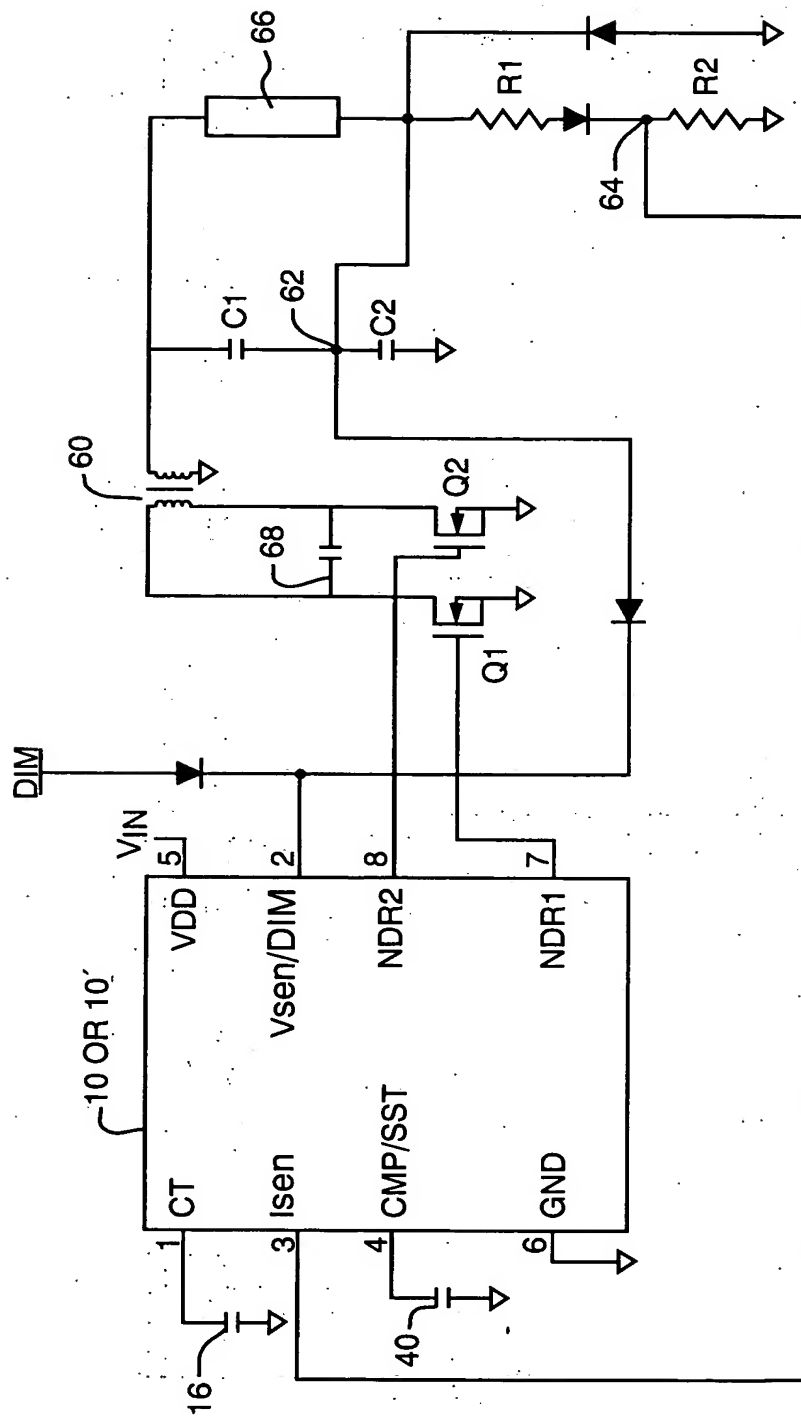 10 OR 10′
DIM
VIN
1
CT
VDD
5
3
Isen
Vsen/DIM
2
4
CMP/SST
NDR2
8
6
GND
NDR1
7
16
40
60
68
Q1
Q2
C1
62
C2
66
R1
64
R2